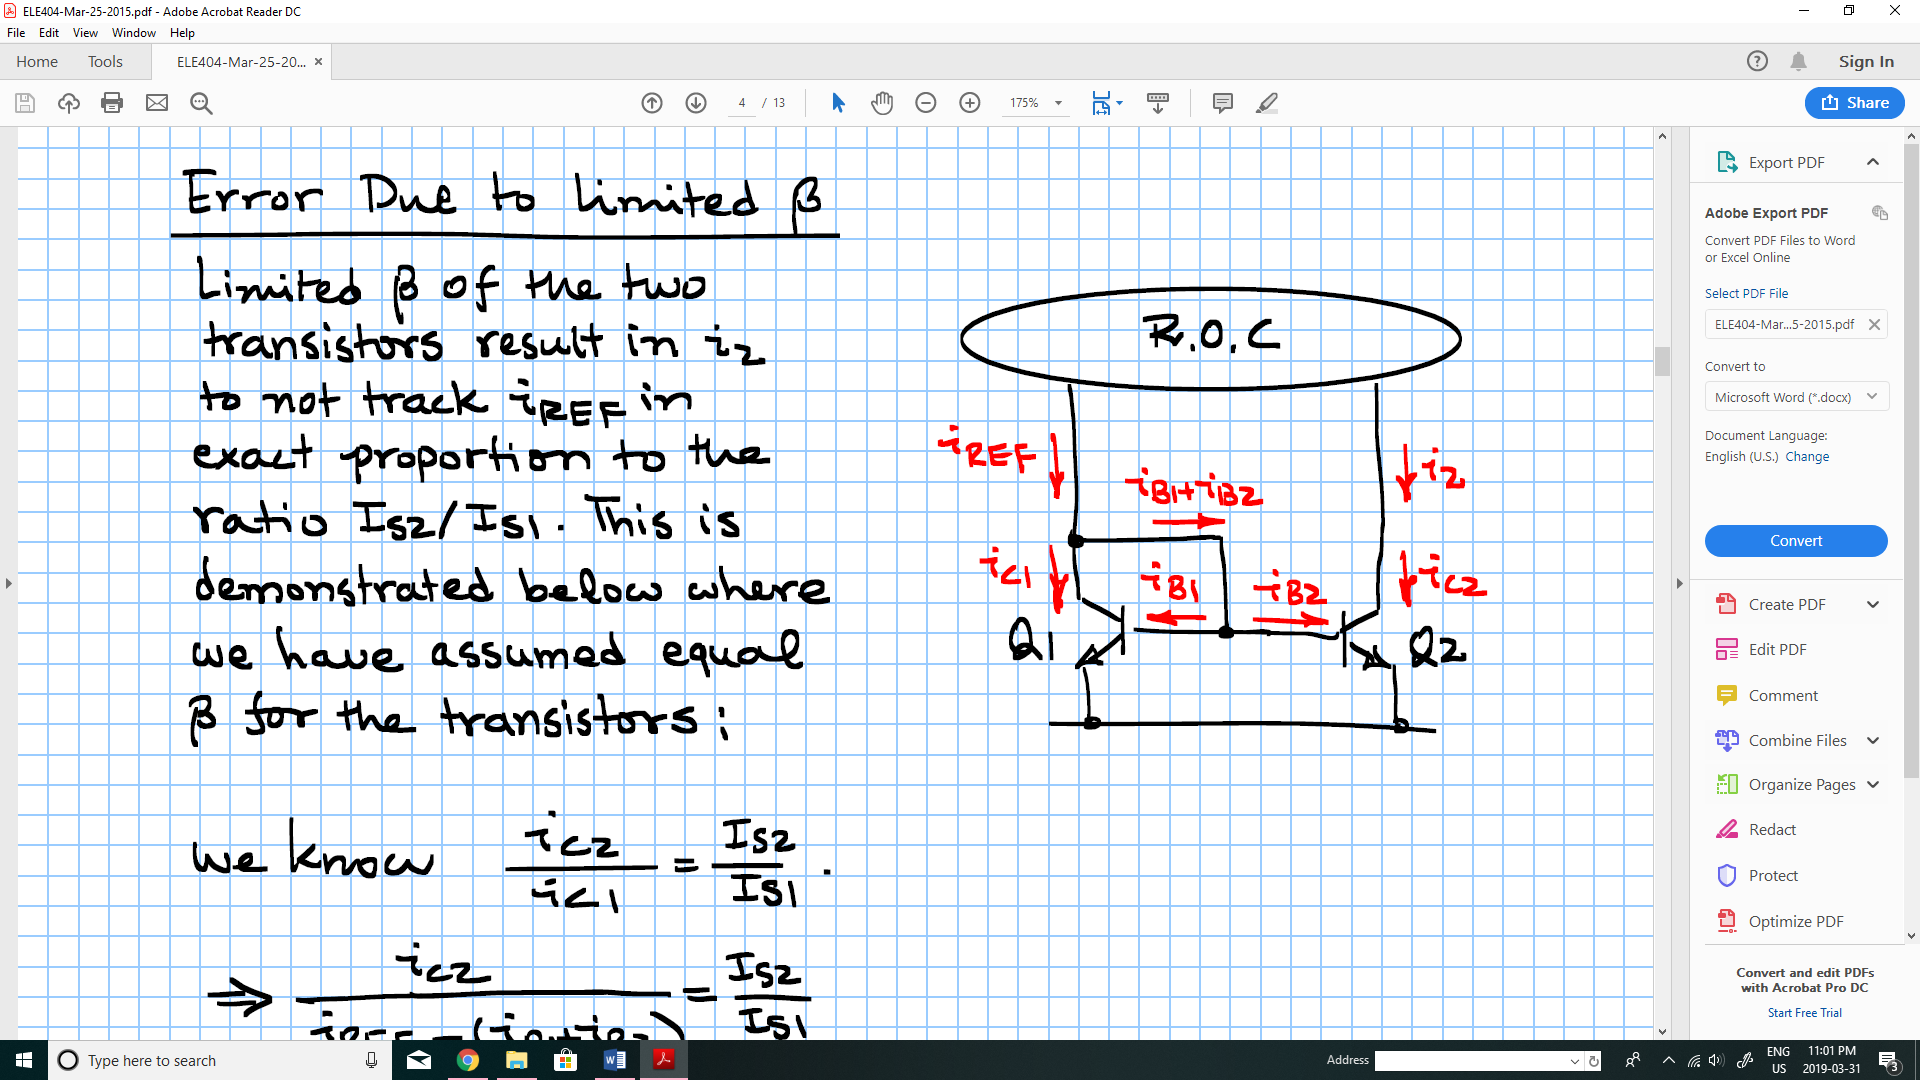 ELE404-Mar-25-2015.pdf - Adobe Acrobat Reader DC
File Edit View Window Help
Home Tools ELE404-Mar-25-20... × Sign In
4 / 13 175% Share
Error Due to limited β
Limited β of the two
transistors result in i2
to not track iREF in
exact proportion to the
ratio IS2/IS1. This is
demonstrated below where
we have assumed equal
β for the transistors:
we know iC2 / iC1 = IS2 / IS1 .
⇒ iC2 / = IS2 / IS1
R.O.C
iREF
i2
iB1+iB2
iC1
iB1
iB2
iC2
Q1
Q2
Export PDF
Adobe Export PDF
Convert PDF Files to Word
or Excel Online
Select PDF File
ELE404-Mar...5-2015.pdf
Convert to
Microsoft Word (*.docx)
Document Language:
English (U.S.) Change
Convert
Create PDF
Edit PDF
Comment
Combine Files
Organize Pages
Redact
Protect
Optimize PDF
Convert and edit PDFs
with Acrobat Pro DC
Start Free Trial
Type here to search
Address
ENG
US
11:01 PM
2019-03-31
3